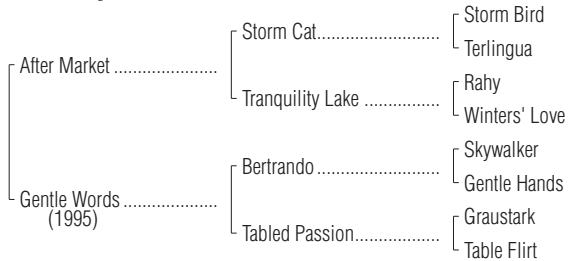 Storm Bird
Storm Cat..............................
Terlingua
After Market .....................
Rahy
Tranquility Lake ..................
Winters' Love
Skywalker
Bertrando .............................
Gentle Hands
Gentle Words ...................
(1995)
Graustark
Tabled Passion.....................
Table Flirt